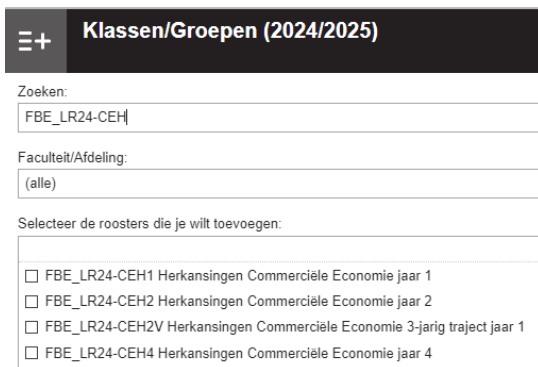 Klassen/Groepen (2024/2025)
Zoeken:
FBE_LR24-CEH
Faculteit/Afdeling:
(alle)
Selecteer de roosters die je wilt toevoegen:
FBE_LR24-CEH1 Herkansingen Commerciële Economie jaar 1
FBE_LR24-CEH2 Herkansingen Commerciële Economie jaar 2
FBE_LR24-CEH2V Herkansingen Commerciële Economie 3-jarig traject jaar 1
FBE_LR24-CEH4 Herkansingen Commerciële Economie jaar 4